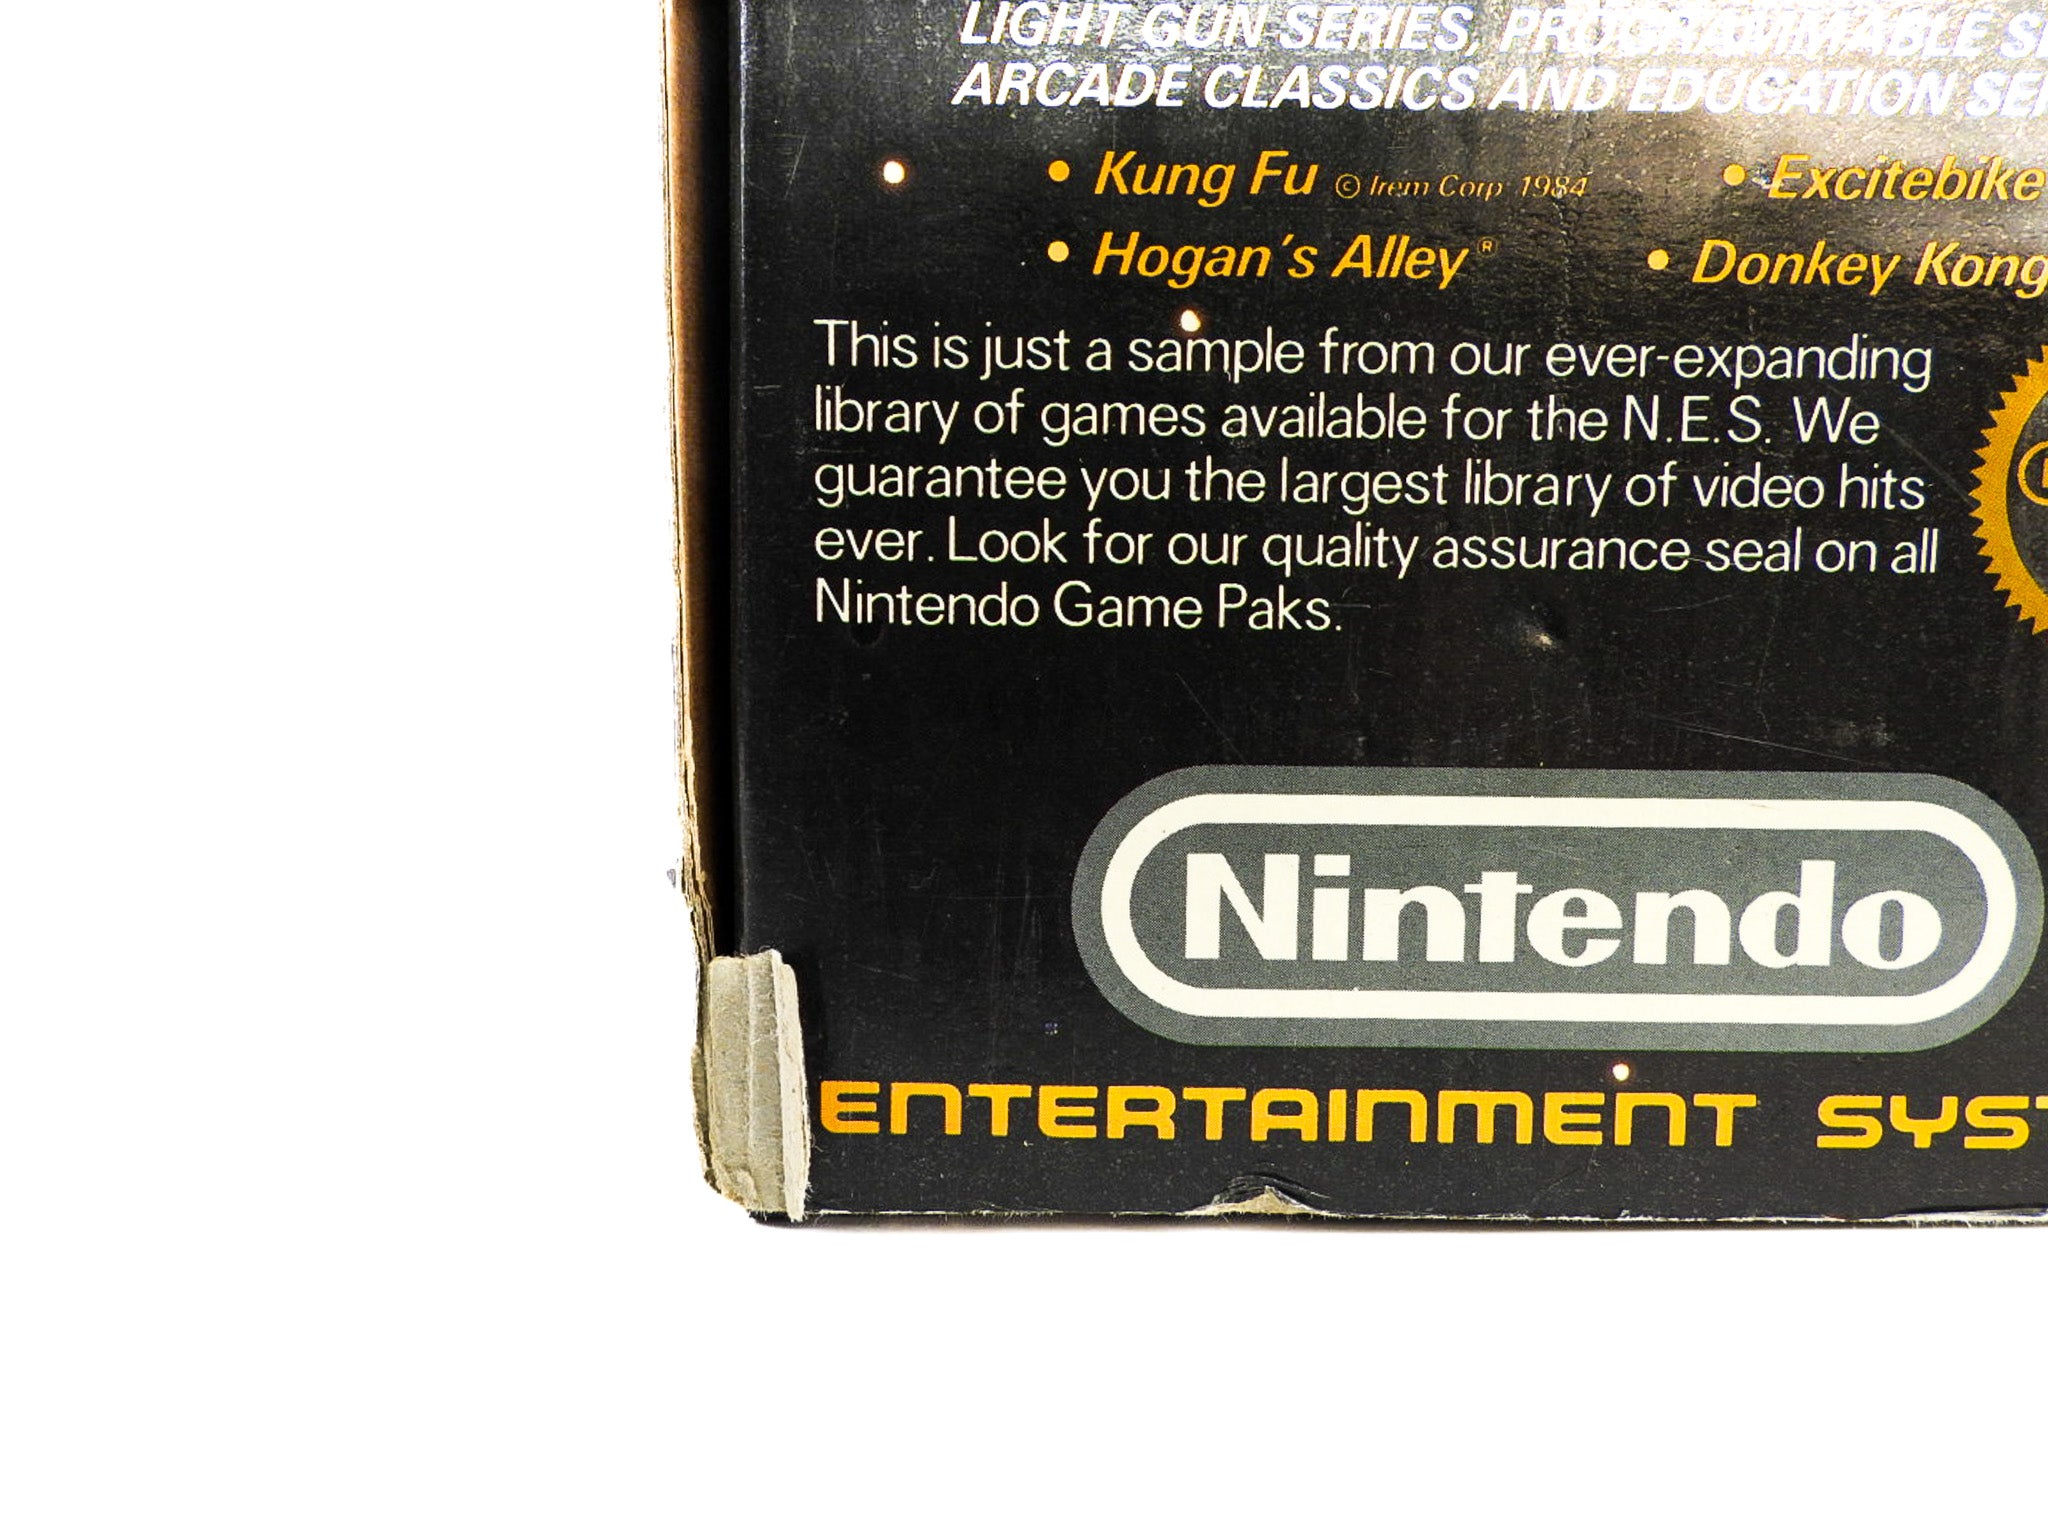 LIGHT GUN SERIES, PROGRAMMABLE
ARCADE CLASSICS AND EDUCATION
• Kung Fu © Irem Corp 1984 • Excitebike
• Hogan's Alley® • Donkey Kong
This is just a sample from our ever-expanding
library of games available for the N.E.S. We
guarantee you the largest library of video hits
ever. Look for our quality assurance seal on all
Nintendo Game Paks.
Nintendo
ENTERTAINMENT